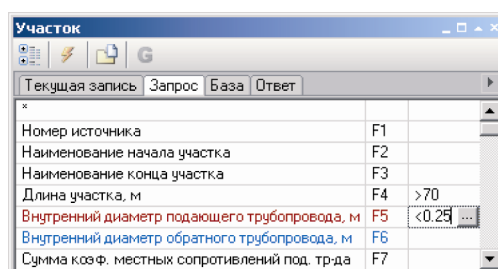 Участок
G
Текущая запись Запрос База Ответ
*
Номер источника F1
Наименование начала участка F2
Наименование конца участка F3
Длина участка, м F4 >70
Внутренний диаметр подающего трубопровода, м F5 <0.25 ...
Внутренний диаметр обратного трубопровода, м F6
Сумма коэф. местных сопротивлений под. тр-да F7